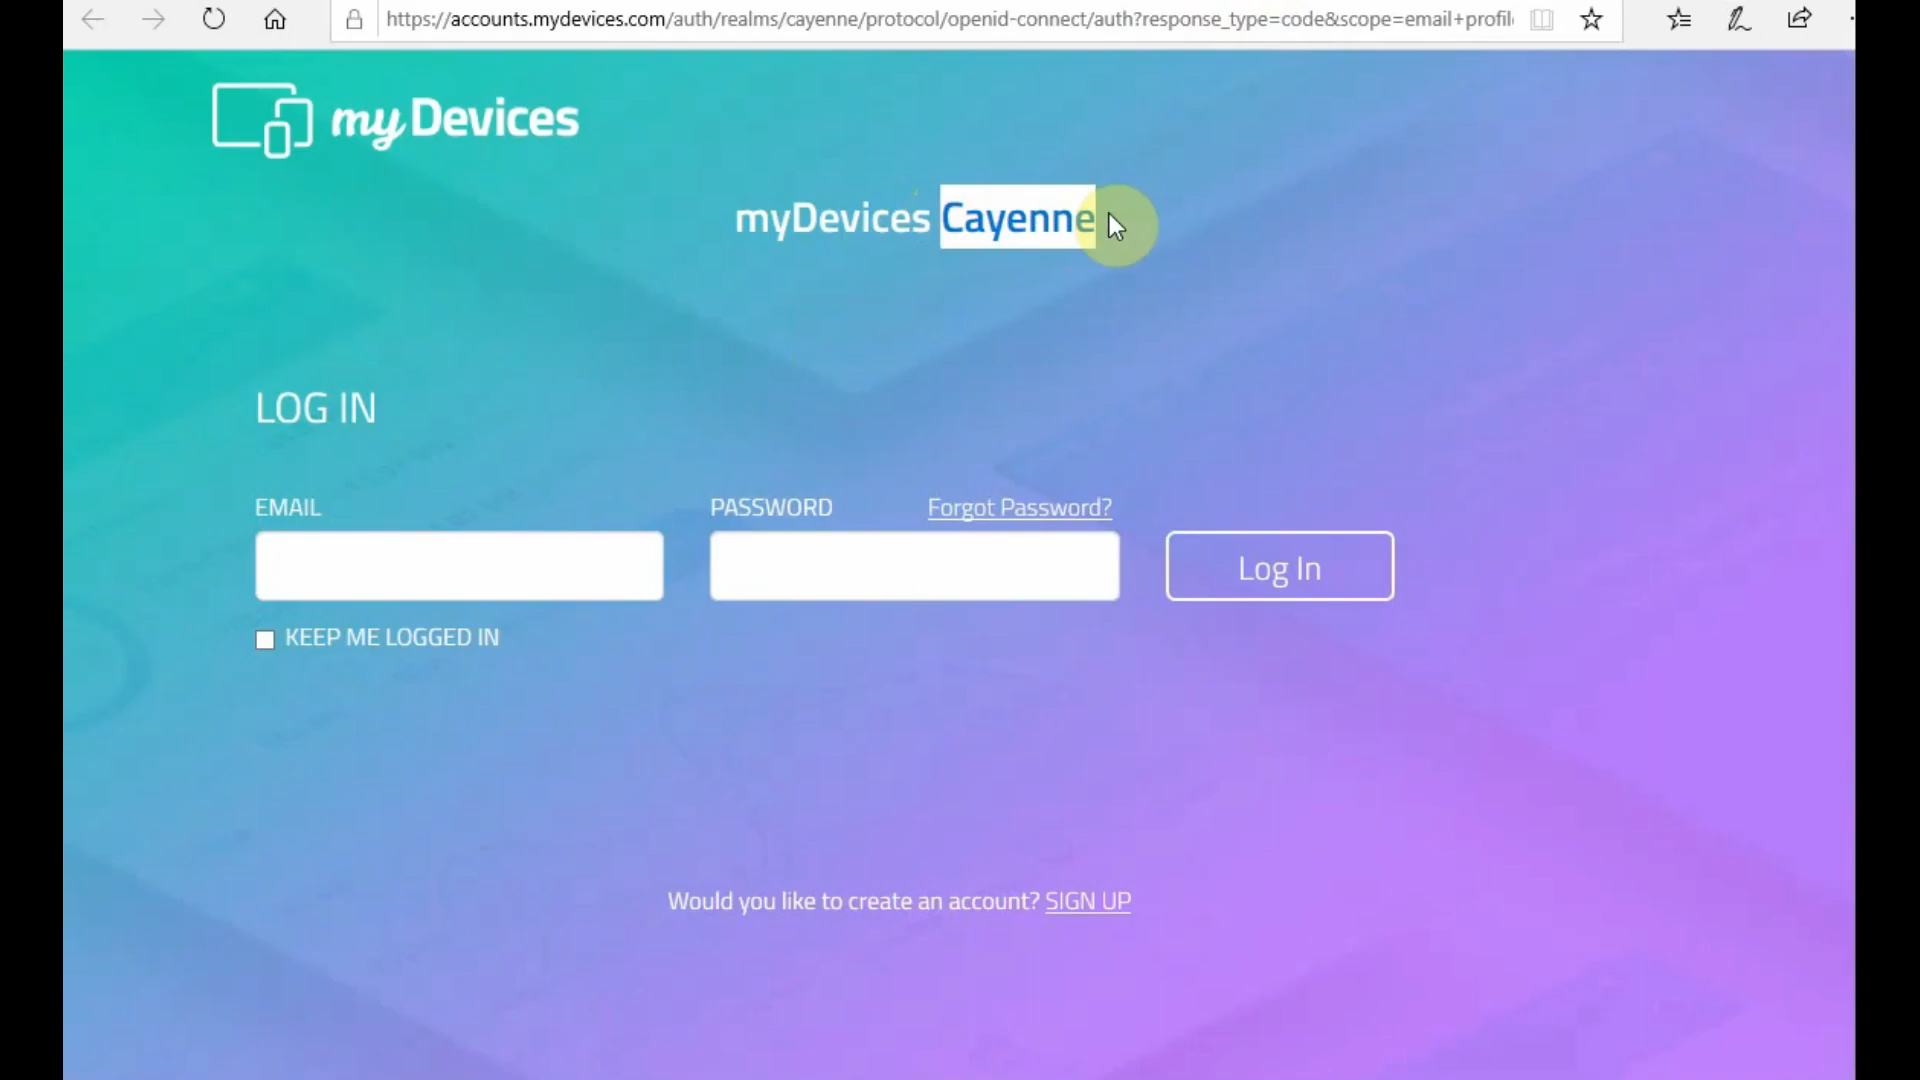 https://accounts.mydevices.com/auth/realms/cayenne/protocol/openid-connect/auth?response_type=code&scope=email+profil
myDevices
myDevices Cayenne
LOG IN
EMAIL
PASSWORD
Forgot Password?
Log In
KEEP ME LOGGED IN
Would you like to create an account? SIGN UP